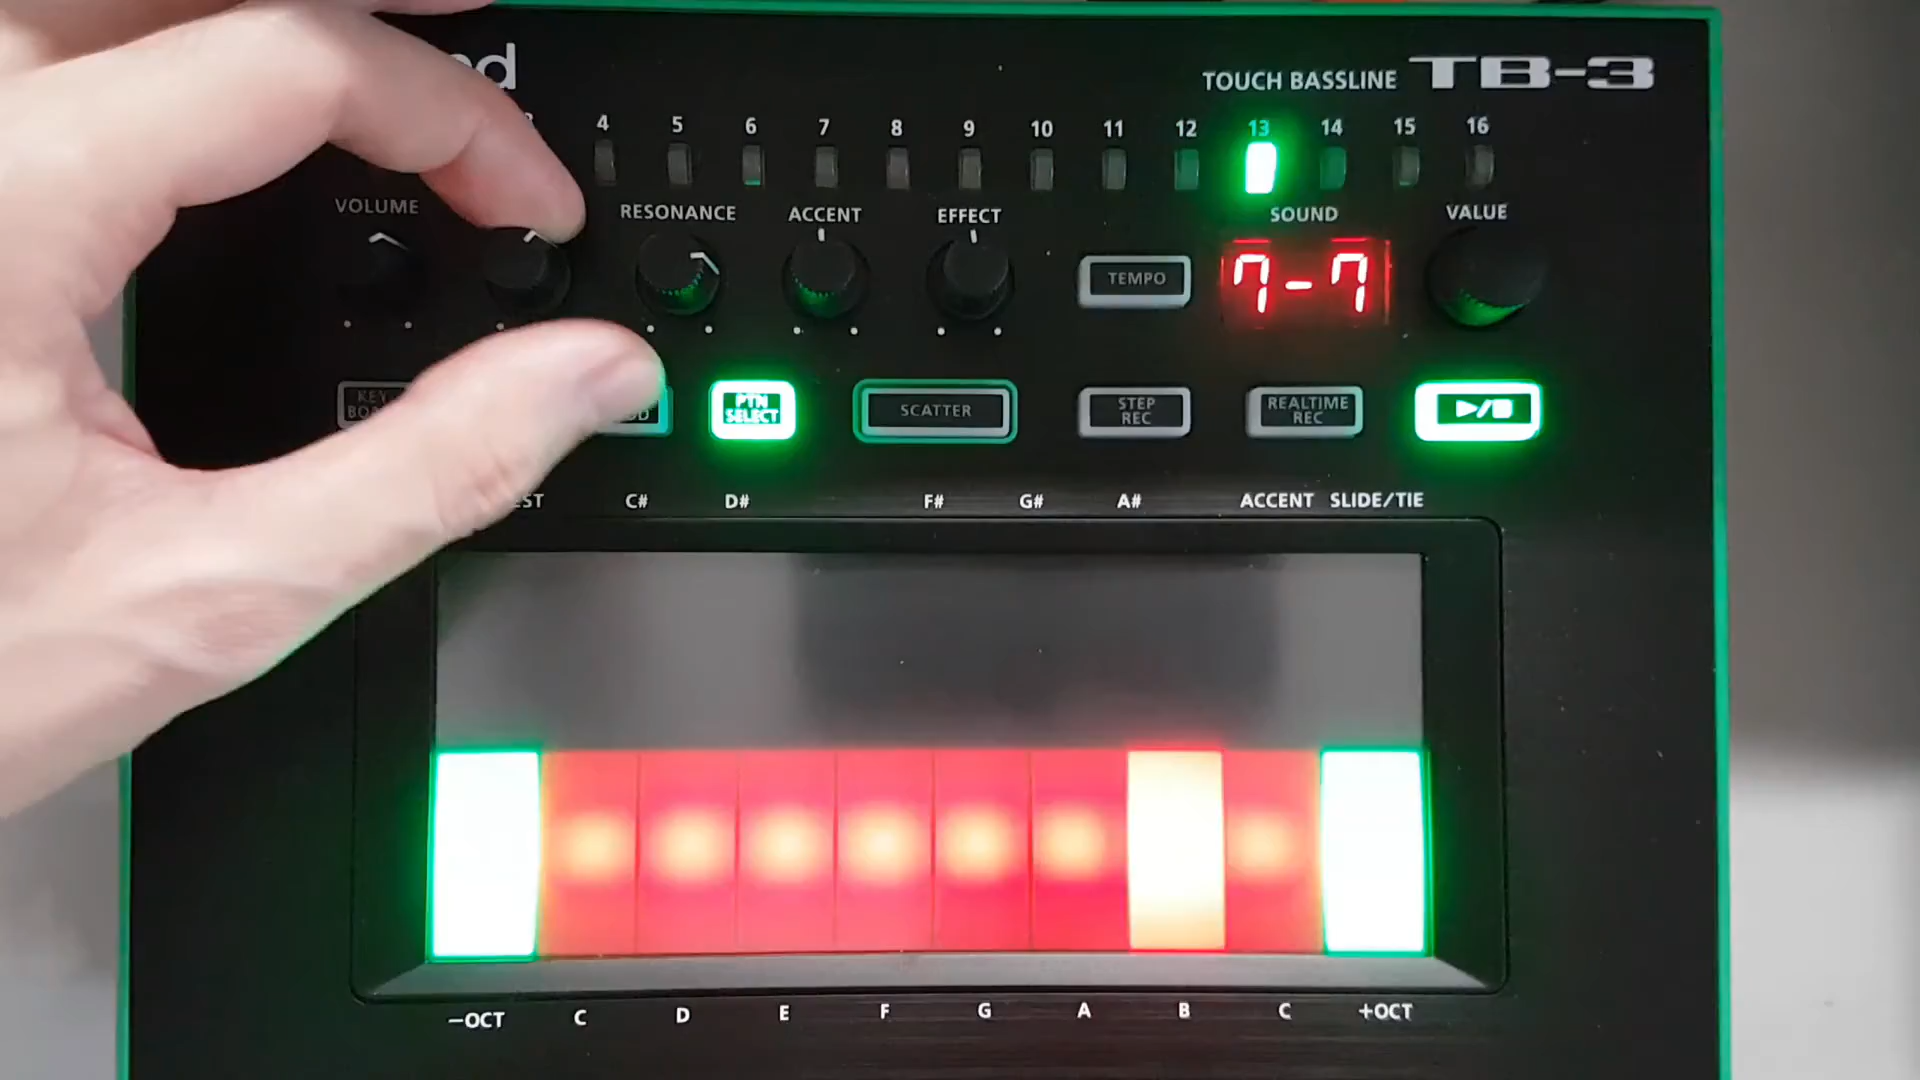 TOUCH BASSLINE TB-3
4 5 6 7 8 9 10 11 12 13 14 15 16
VOLUME RESONANCE ACCENT EFFECT SOUND VALUE
TEMPO 7-7
PTN SELECT SCATTER STEP REC REALTIME REC
C# D# F# G# A# ACCENT SLIDE/TIE
−OCT C D E F G A B C +OCT